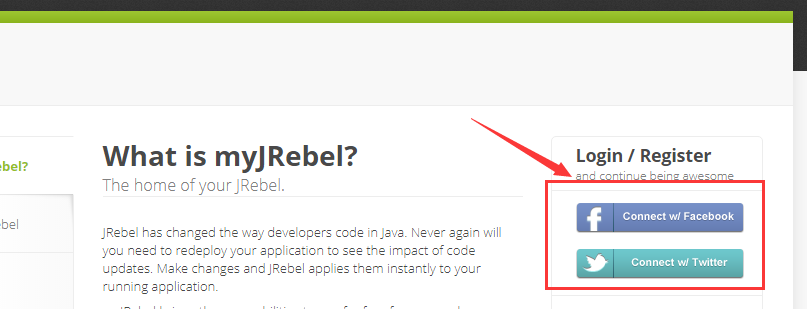 ebel?
ebel
What is myJRebel?
The home of your JRebel.
JRebel has changed the way developers code in Java. Never again will
you need to redeploy your application to see the impact of code
updates. Make changes and JRebel applies them instantly to your
running application.
Login / Register
and continue being awesome
Connect w/ Facebook
Connect w/ Twitter